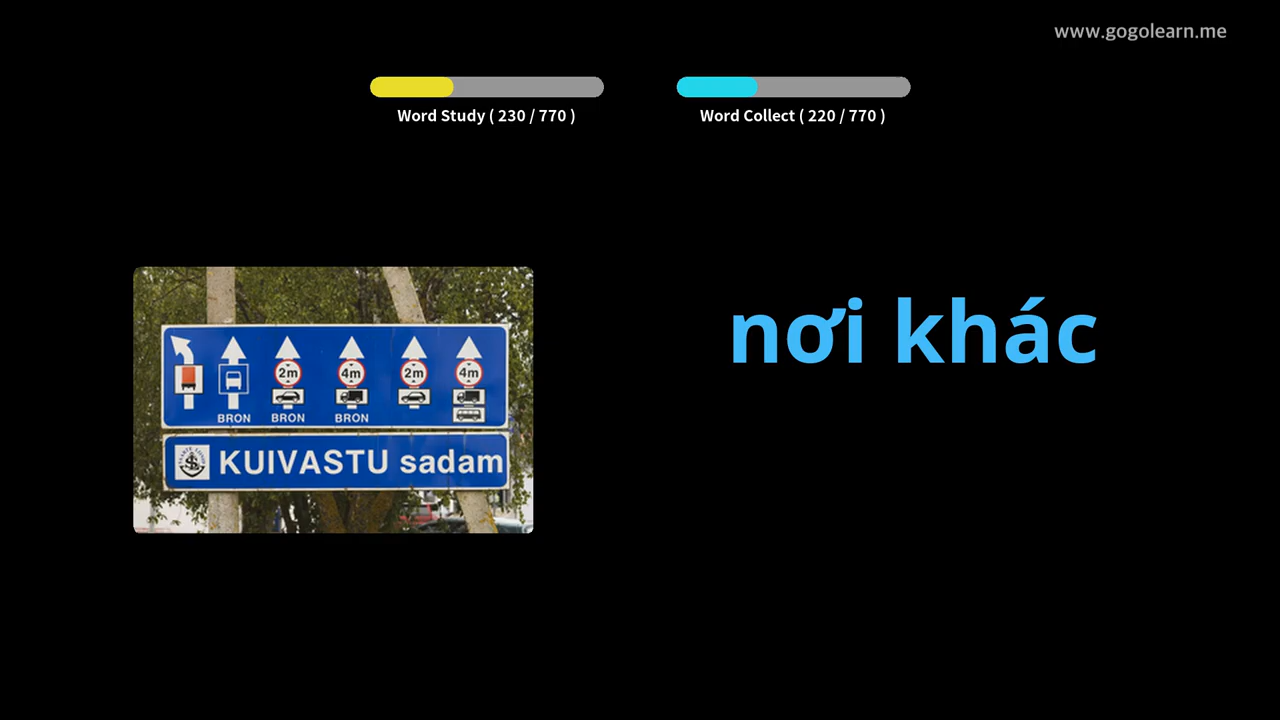 www.gogolearn.me
Word Study ( 230 / 770 )
Word Collect ( 220 / 770 )
nơi khác
2m 4m 2m 4m
BRON BRON BRON
KUIVASTU sadam